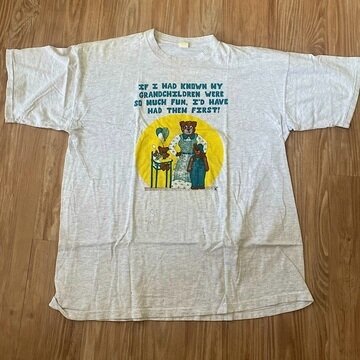 IF I HAD KNOWN MY
GRANDCHILDREN WERE
SO MUCH FUN, I'D HAVE
HAD THEM FIRST!